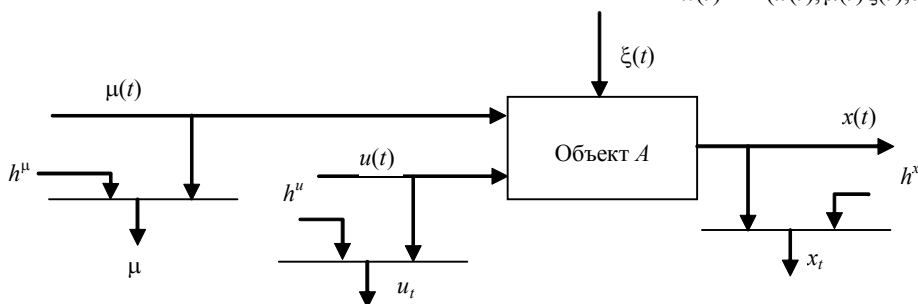 ξ(t)
μ(t)
x(t)
Объект A
u(t)
h^μ
h^u
h^x
μ
u_t
x_t